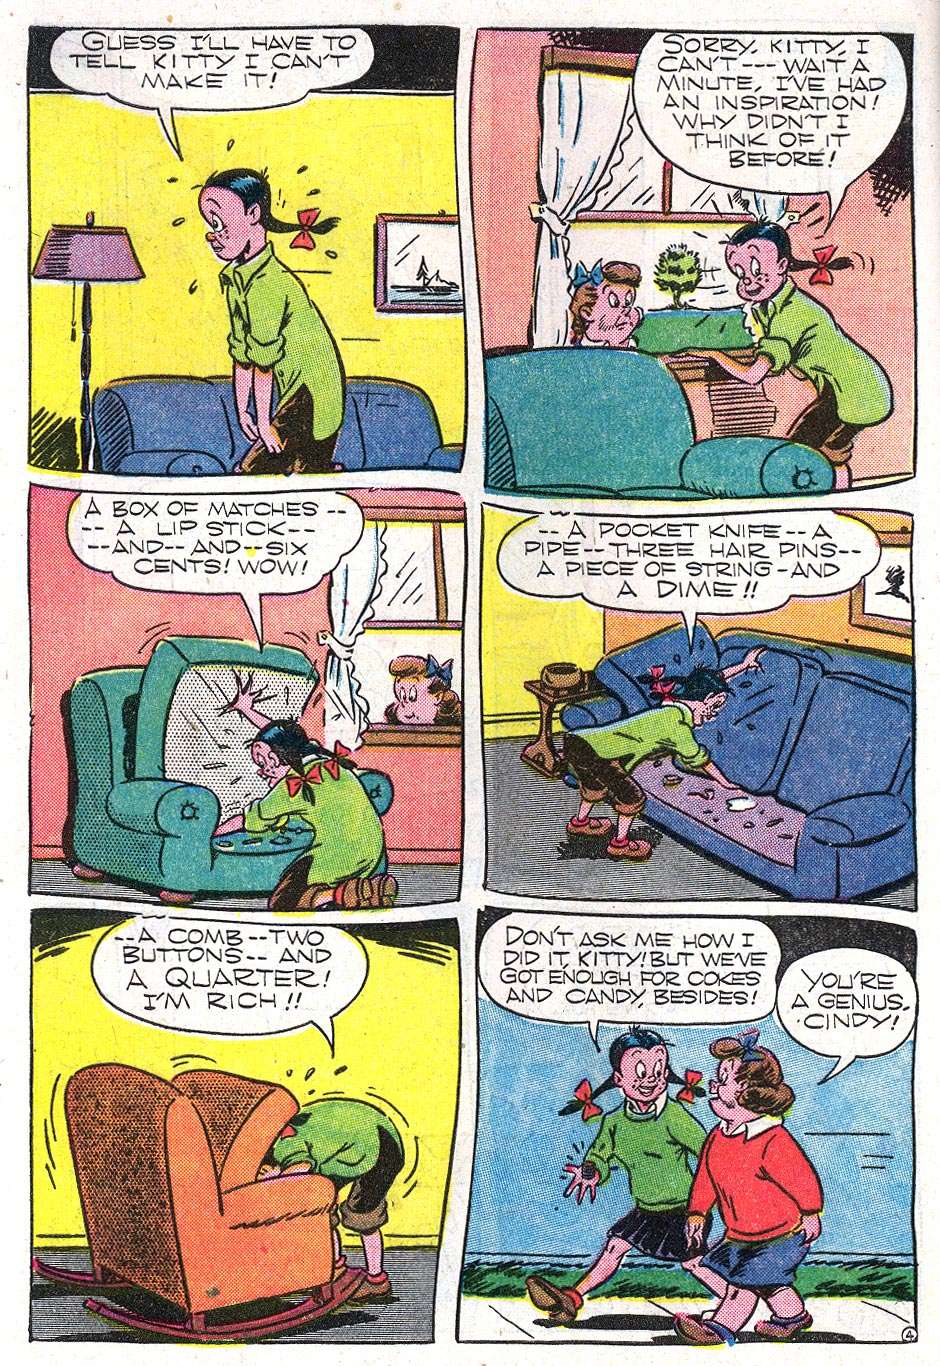 GUESS I'LL HAVE TO
TELL KITTY I CAN'T
MAKE IT!
SORRY, KITTY, I
CAN'T --- WAIT A
MINUTE, I'VE HAD
AN INSPIRATION!
WHY DIDN'T I
THINK OF IT
BEFORE!
A BOX OF MATCHES --
-- A LIP STICK --
-- AND -- AND -- SIX
CENTS! WOW!
-- A POCKET KNIFE -- A
PIPE -- THREE HAIR PINS --
A PIECE OF STRING - AND
A DIME!!
-- A COMB -- TWO
BUTTONS -- AND
A QUARTER!
I'M RICH!!
DON'T ASK ME HOW I
DID IT, KITTY! BUT WE'VE
GOT ENOUGH FOR COKES
AND CANDY, BESIDES!
YOU'RE
A GENIUS,
CINDY!
4